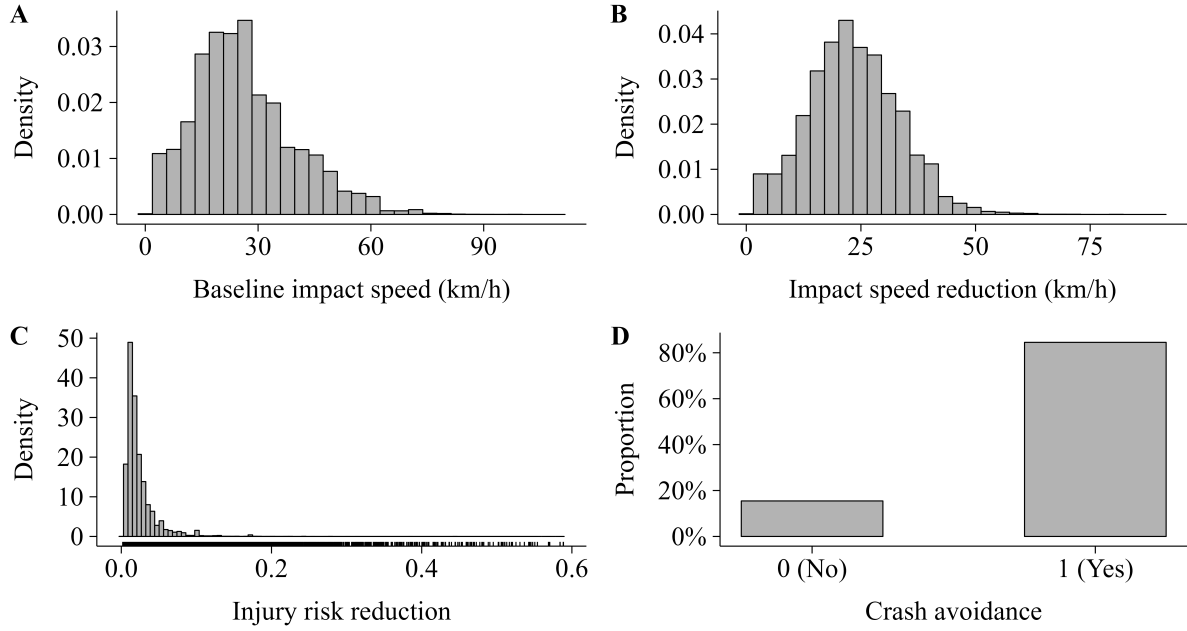 A
Density
0.03
0.02
0.01
0.00
0 30 60 90
Baseline impact speed (km/h)
B
Density
0.04
0.03
0.02
0.01
0.00
0 25 50 75
Impact speed reduction (km/h)
C
Density
50
40
30
20
10
0
0.0 0.2 0.4 0.6
Injury risk reduction
D
Proportion
80%
60%
40%
20%
0%
0 (No) 1 (Yes)
Crash avoidance